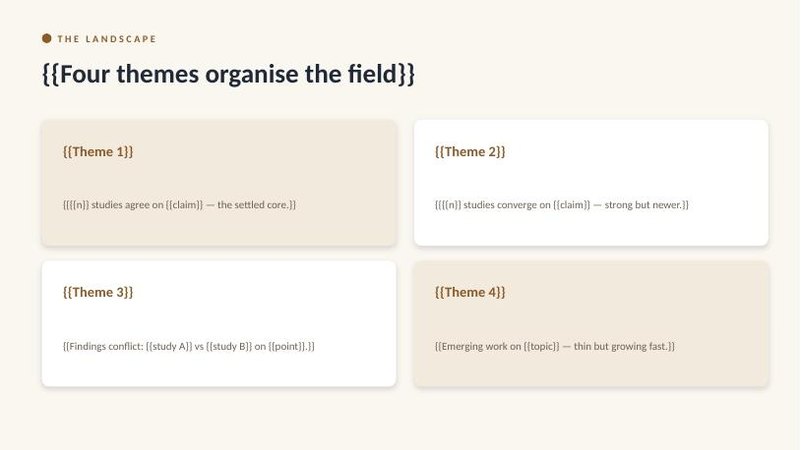 THE LANDSCAPE
{{Four themes organise the field}}
{{Theme 1}}
{{{{n}} studies agree on {{claim}} — the settled core.}}
{{Theme 2}}
{{{{n}} studies converge on {{claim}} — strong but newer.}}
{{Theme 3}}
{{Findings conflict: {{study A}} vs {{study B}} on {{point}}.}}
{{Theme 4}}
{{Emerging work on {{topic}} — thin but growing fast.}}